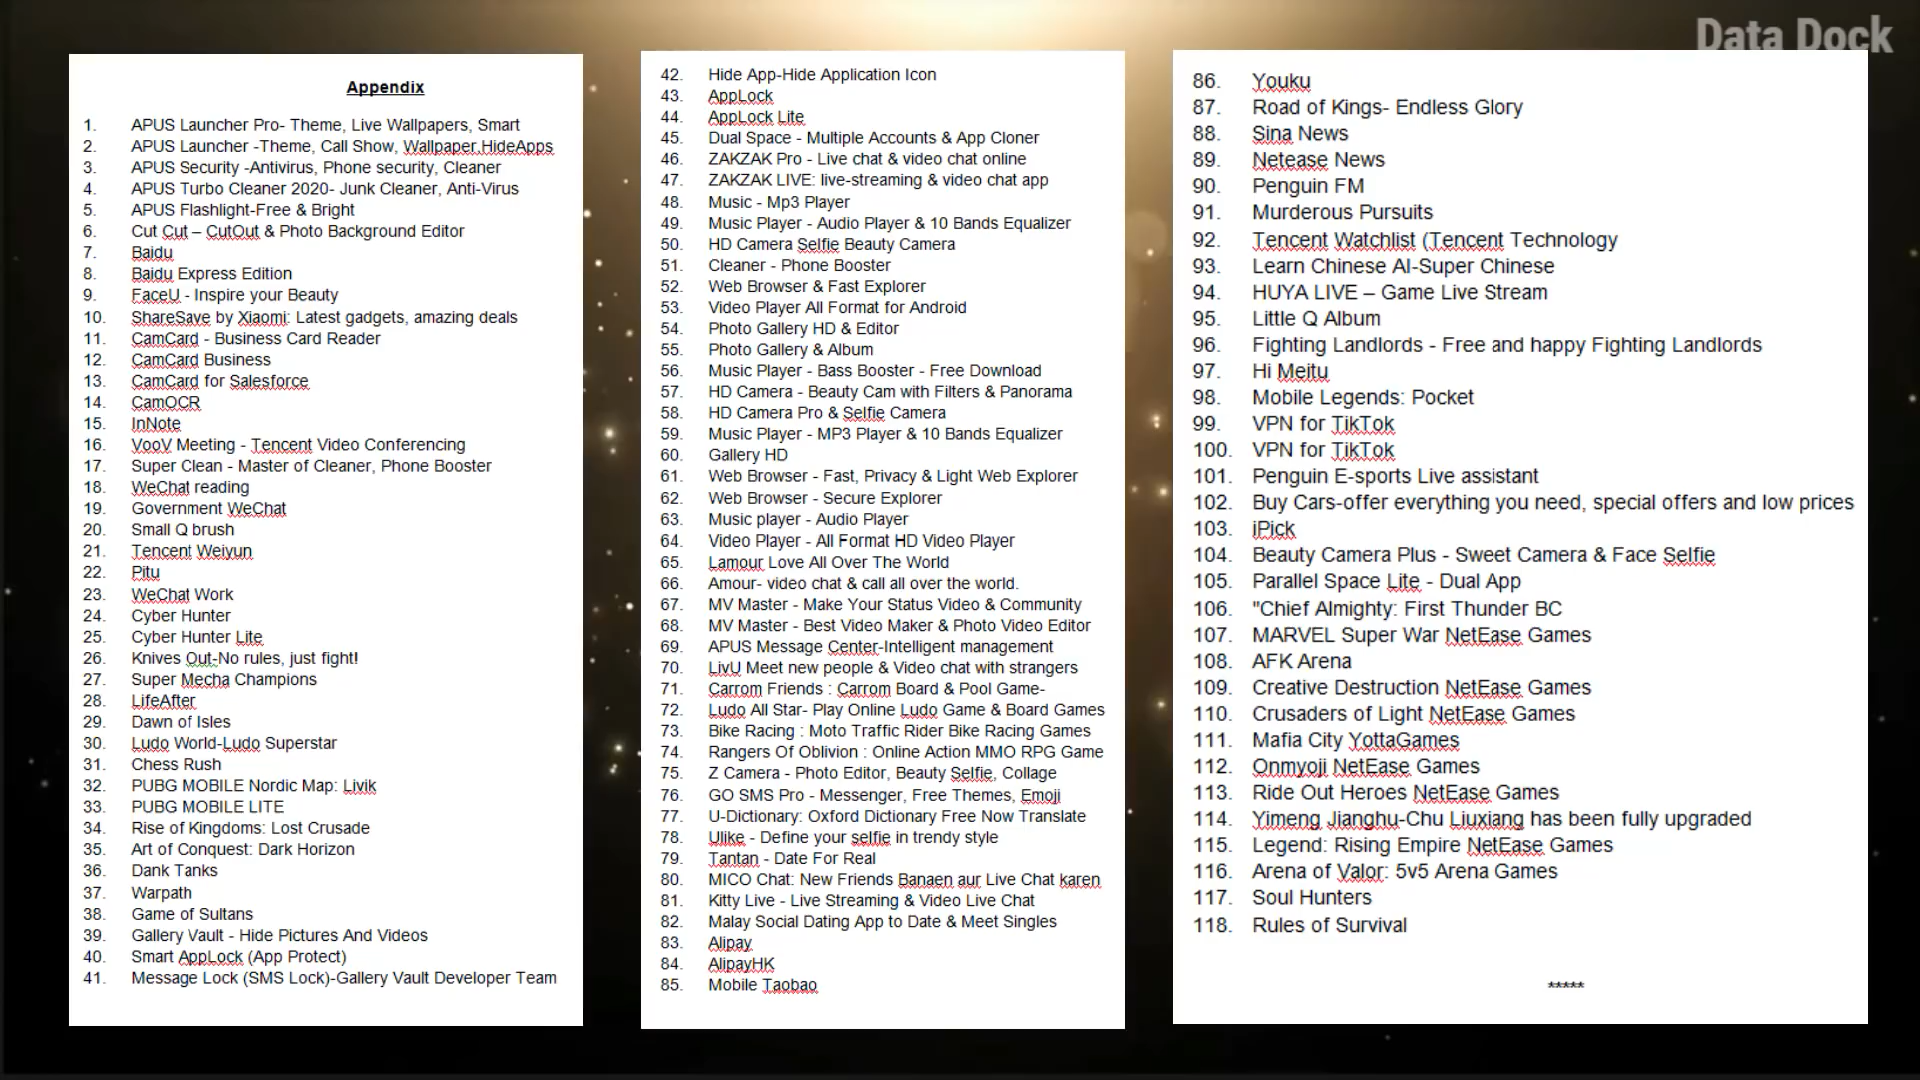 Data Dock
Appendix
1. APUS Launcher Pro- Theme, Live Wallpapers, Smart
2. APUS Launcher -Theme, Call Show, Wallpaper,HideApps
3. APUS Security -Antivirus, Phone security, Cleaner
4. APUS Turbo Cleaner 2020- Junk Cleaner, Anti-Virus
5. APUS Flashlight-Free & Bright
6. Cut Cut – CutOut & Photo Background Editor
7. Baidu
8. Baidu Express Edition
9. FaceU - Inspire your Beauty
10. ShareSave by Xiaomi: Latest gadgets, amazing deals
11. CamCard - Business Card Reader
12. CamCard Business
13. CamCard for Salesforce
14. CamOCR
15. InNote
16. VooV Meeting - Tencent Video Conferencing
17. Super Clean - Master of Cleaner, Phone Booster
18. WeChat reading
19. Government WeChat
20. Small Q brush
21. Tencent Weiyun
22. Pitu
23. WeChat Work
24. Cyber Hunter
25. Cyber Hunter Lite
26. Knives Out-No rules, just fight!
27. Super Mecha Champions
28. LifeAfter
29. Dawn of Isles
30. Ludo World-Ludo Superstar
31. Chess Rush
32. PUBG MOBILE Nordic Map: Livik
33. PUBG MOBILE LITE
34. Rise of Kingdoms: Lost Crusade
35. Art of Conquest: Dark Horizon
36. Dank Tanks
37. Warpath
38. Game of Sultans
39. Gallery Vault - Hide Pictures And Videos
40. Smart AppLock (App Protect)
41. Message Lock (SMS Lock)-Gallery Vault Developer Team
42. Hide App-Hide Application Icon
43. AppLock
44. AppLock Lite
45. Dual Space - Multiple Accounts & App Cloner
46. ZAKZAK Pro - Live chat & video chat online
47. ZAKZAK LIVE: live-streaming & video chat app
48. Music - Mp3 Player
49. Music Player - Audio Player & 10 Bands Equalizer
50. HD Camera Selfie Beauty Camera
51. Cleaner - Phone Booster
52. Web Browser & Fast Explorer
53. Video Player All Format for Android
54. Photo Gallery HD & Editor
55. Photo Gallery & Album
56. Music Player - Bass Booster - Free Download
57. HD Camera - Beauty Cam with Filters & Panorama
58. HD Camera Pro & Selfie Camera
59. Music Player - MP3 Player & 10 Bands Equalizer
60. Gallery HD
61. Web Browser - Fast, Privacy & Light Web Explorer
62. Web Browser - Secure Explorer
63. Music player - Audio Player
64. Video Player - All Format HD Video Player
65. Lamour Love All Over The World
66. Amour- video chat & call all over the world.
67. MV Master - Make Your Status Video & Community
68. MV Master - Best Video Maker & Photo Video Editor
69. APUS Message Center-Intelligent management
70. LivU Meet new people & Video chat with strangers
71. Carrom Friends : Carrom Board & Pool Game-
72. Ludo All Star- Play Online Ludo Game & Board Games
73. Bike Racing : Moto Traffic Rider Bike Racing Games
74. Rangers Of Oblivion : Online Action MMO RPG Game
75. Z Camera - Photo Editor, Beauty Selfie, Collage
76. GO SMS Pro - Messenger, Free Themes, Emoji
77. U-Dictionary: Oxford Dictionary Free Now Translate
78. Ulike - Define your selfie in trendy style
79. Tantan - Date For Real
80. MICO Chat: New Friends Banaen aur Live Chat karen
81. Kitty Live - Live Streaming & Video Live Chat
82. Malay Social Dating App to Date & Meet Singles
83. Alipay
84. AlipayHK
85. Mobile Taobao
86. Youku
87. Road of Kings- Endless Glory
88. Sina News
89. Netease News
90. Penguin FM
91. Murderous Pursuits
92. Tencent Watchlist (Tencent Technology
93. Learn Chinese AI-Super Chinese
94. HUYA LIVE – Game Live Stream
95. Little Q Album
96. Fighting Landlords - Free and happy Fighting Landlords
97. Hi Meitu
98. Mobile Legends: Pocket
99. VPN for TikTok
100. VPN for TikTok
101. Penguin E-sports Live assistant
102. Buy Cars-offer everything you need, special offers and low prices
103. iPick
104. Beauty Camera Plus - Sweet Camera & Face Selfie
105. Parallel Space Lite - Dual App
106. "Chief Almighty: First Thunder BC
107. MARVEL Super War NetEase Games
108. AFK Arena
109. Creative Destruction NetEase Games
110. Crusaders of Light NetEase Games
111. Mafia City YottaGames
112. Onmyoji NetEase Games
113. Ride Out Heroes NetEase Games
114. Yimeng Jianghu-Chu Liuxiang has been fully upgraded
115. Legend: Rising Empire NetEase Games
116. Arena of Valor: 5v5 Arena Games
117. Soul Hunters
118. Rules of Survival
*****